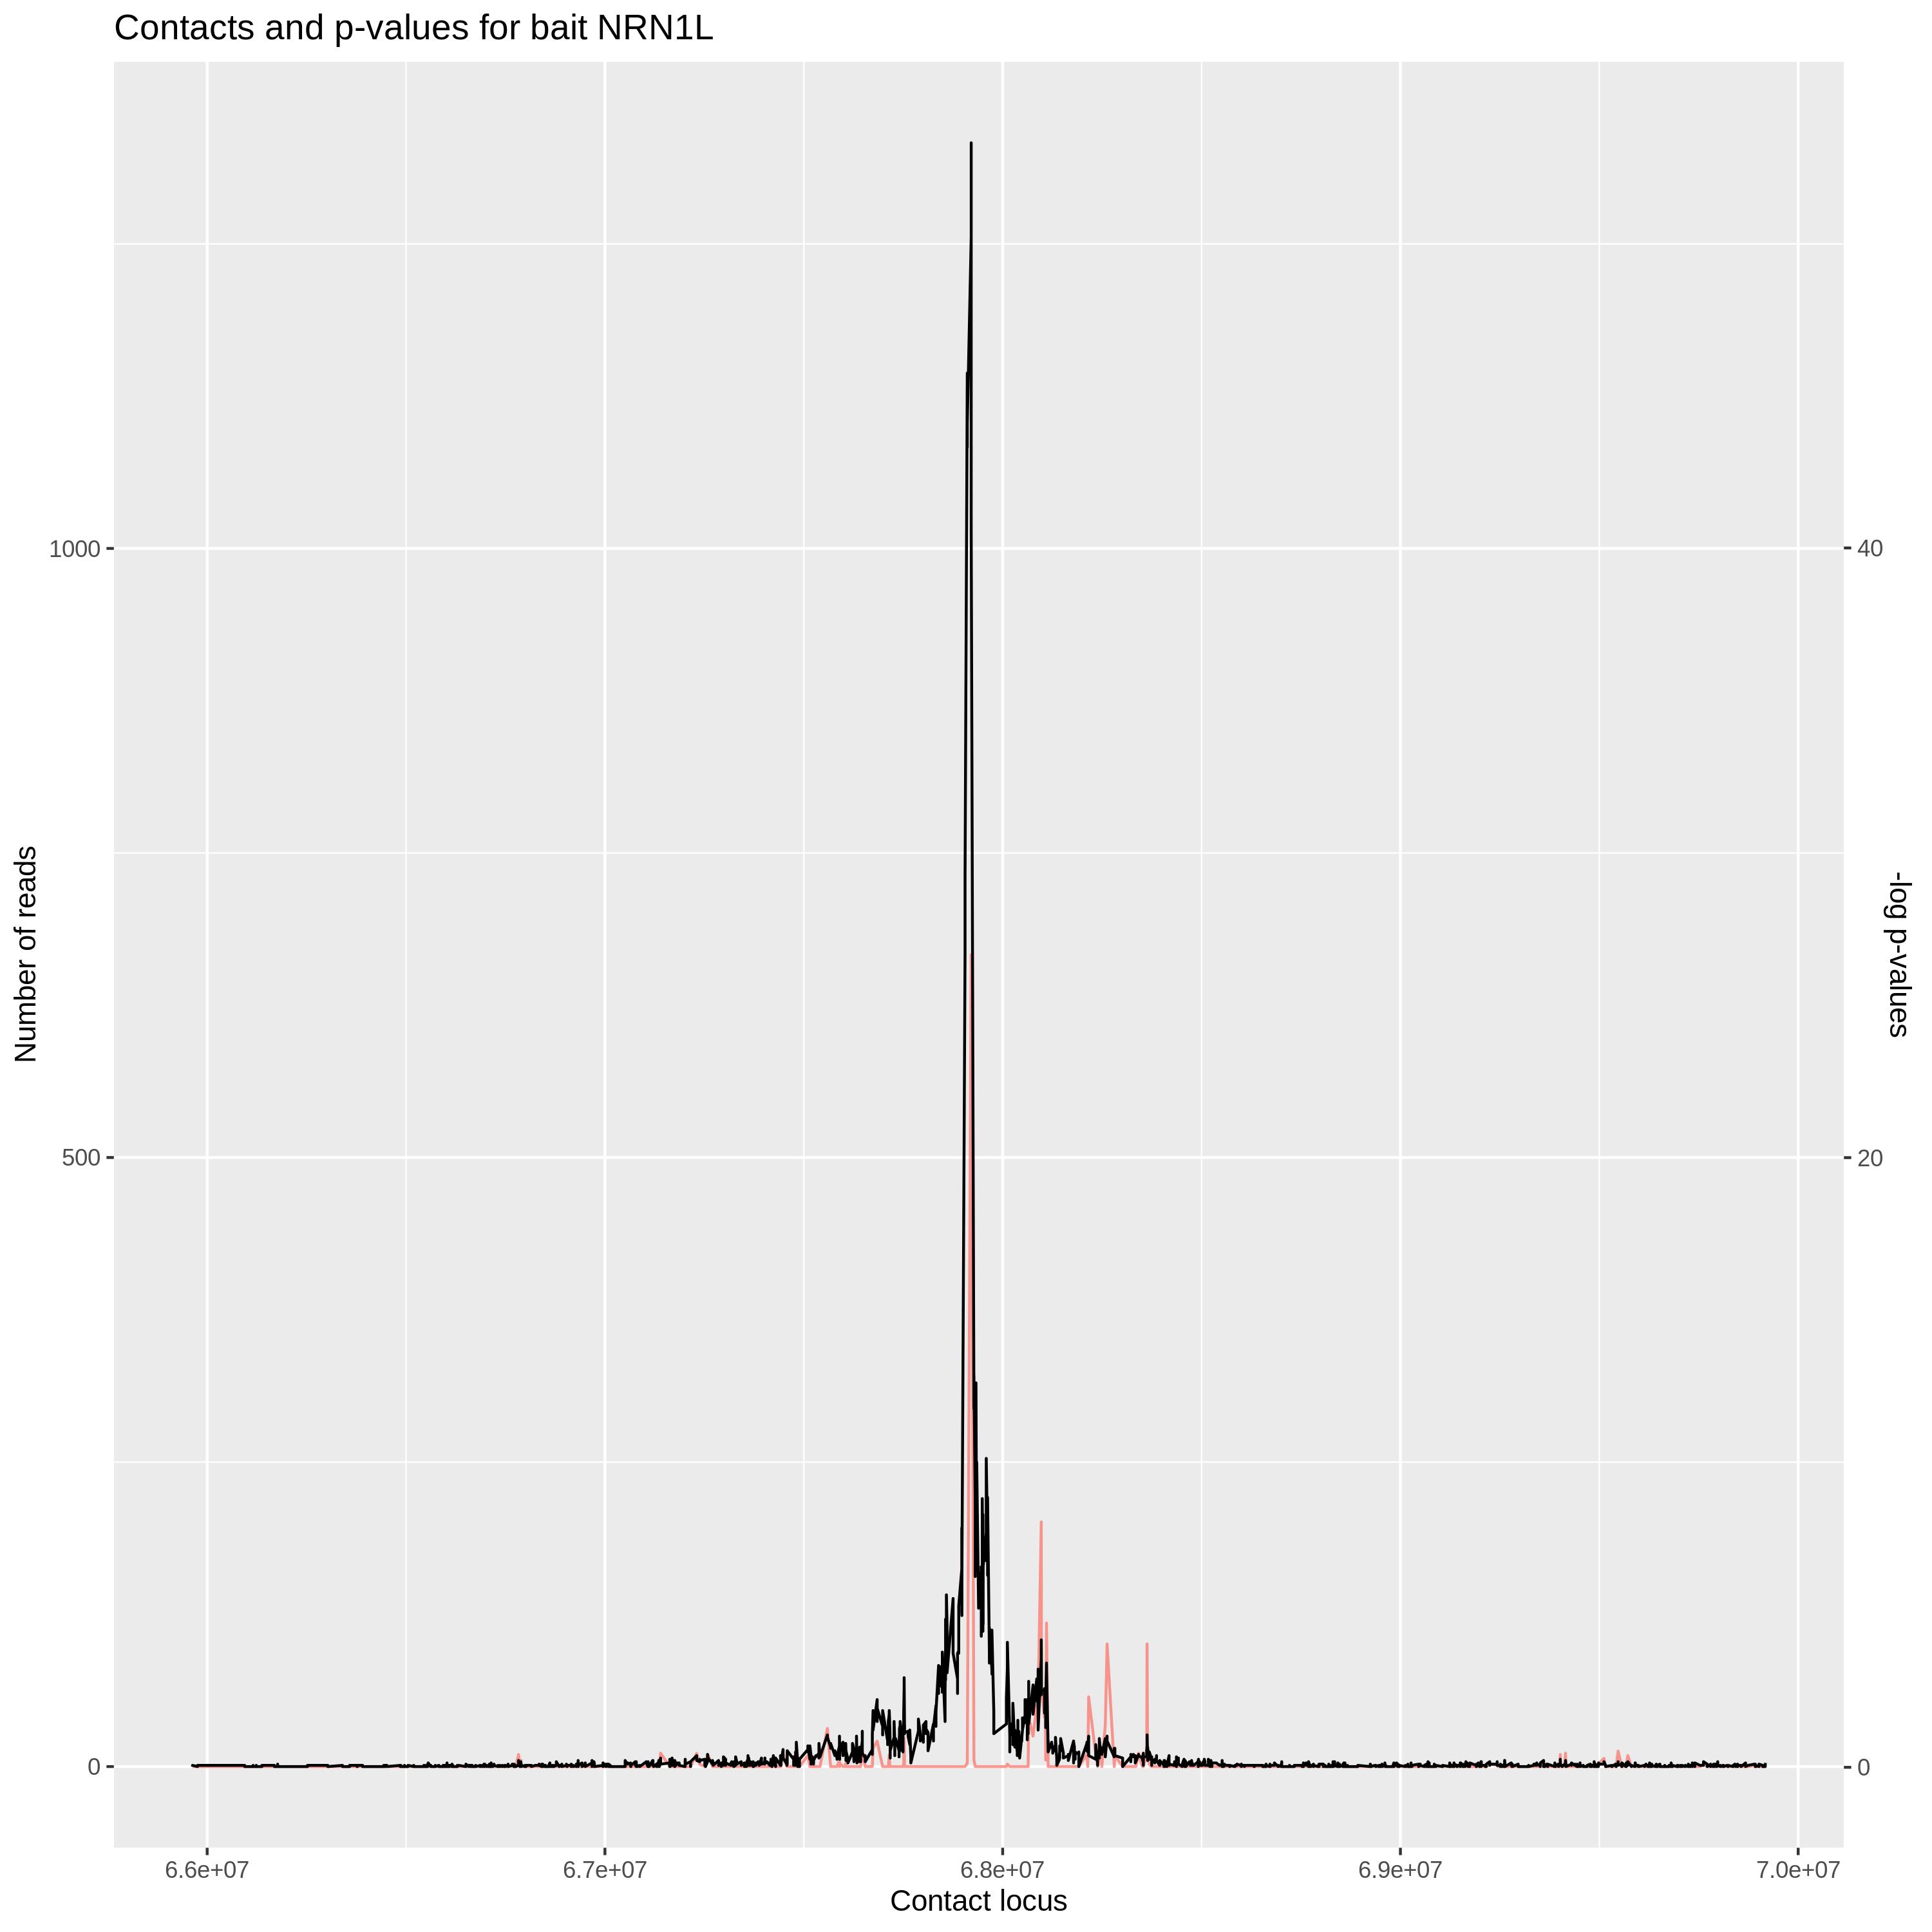 Contacts and p-values for bait NRN1L
1000
500
0
Number of reads
40
20
0
-log p-values
6.6e+07
6.7e+07
6.8e+07
6.9e+07
7.0e+07
Contact locus